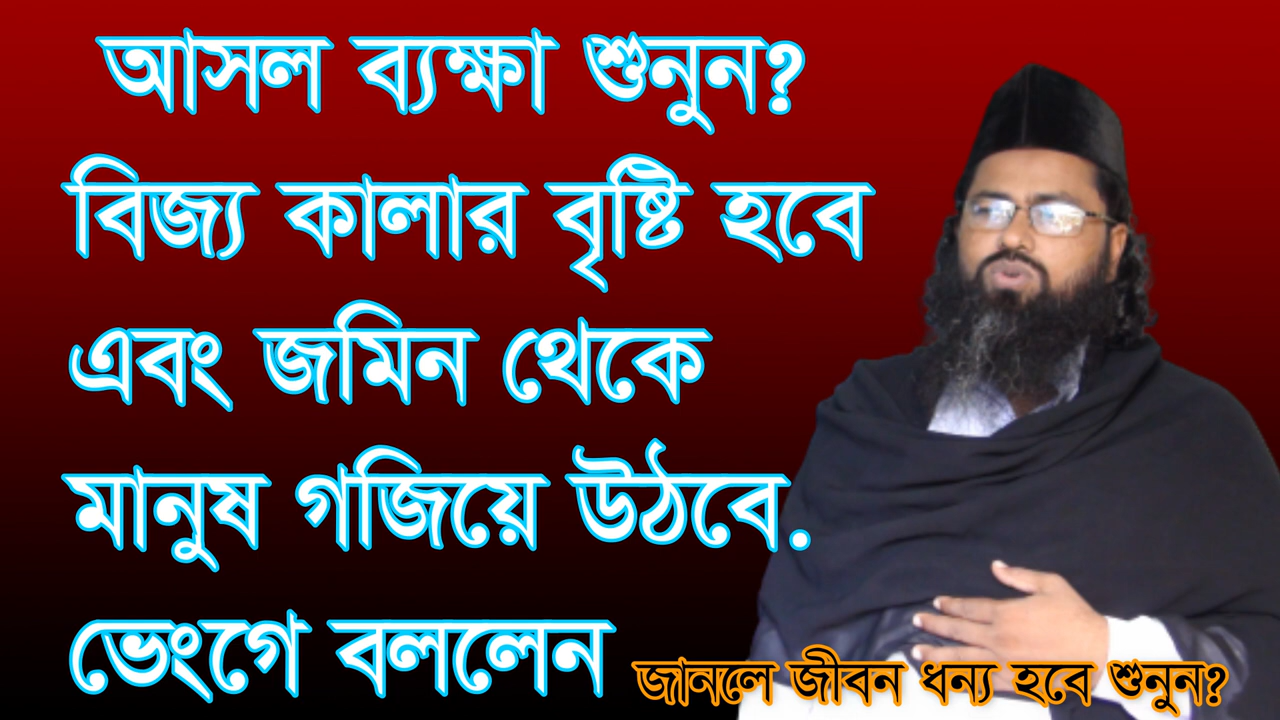 আসল ব্যক্ষা শুনুন?
বিজ্য কালার বৃষ্টি হবে
এবং জমিন থেকে
মানুষ গজিয়ে উঠবে.
ভেংগে বললেন
জানলে জীবন ধন্য হবে শুনুন?